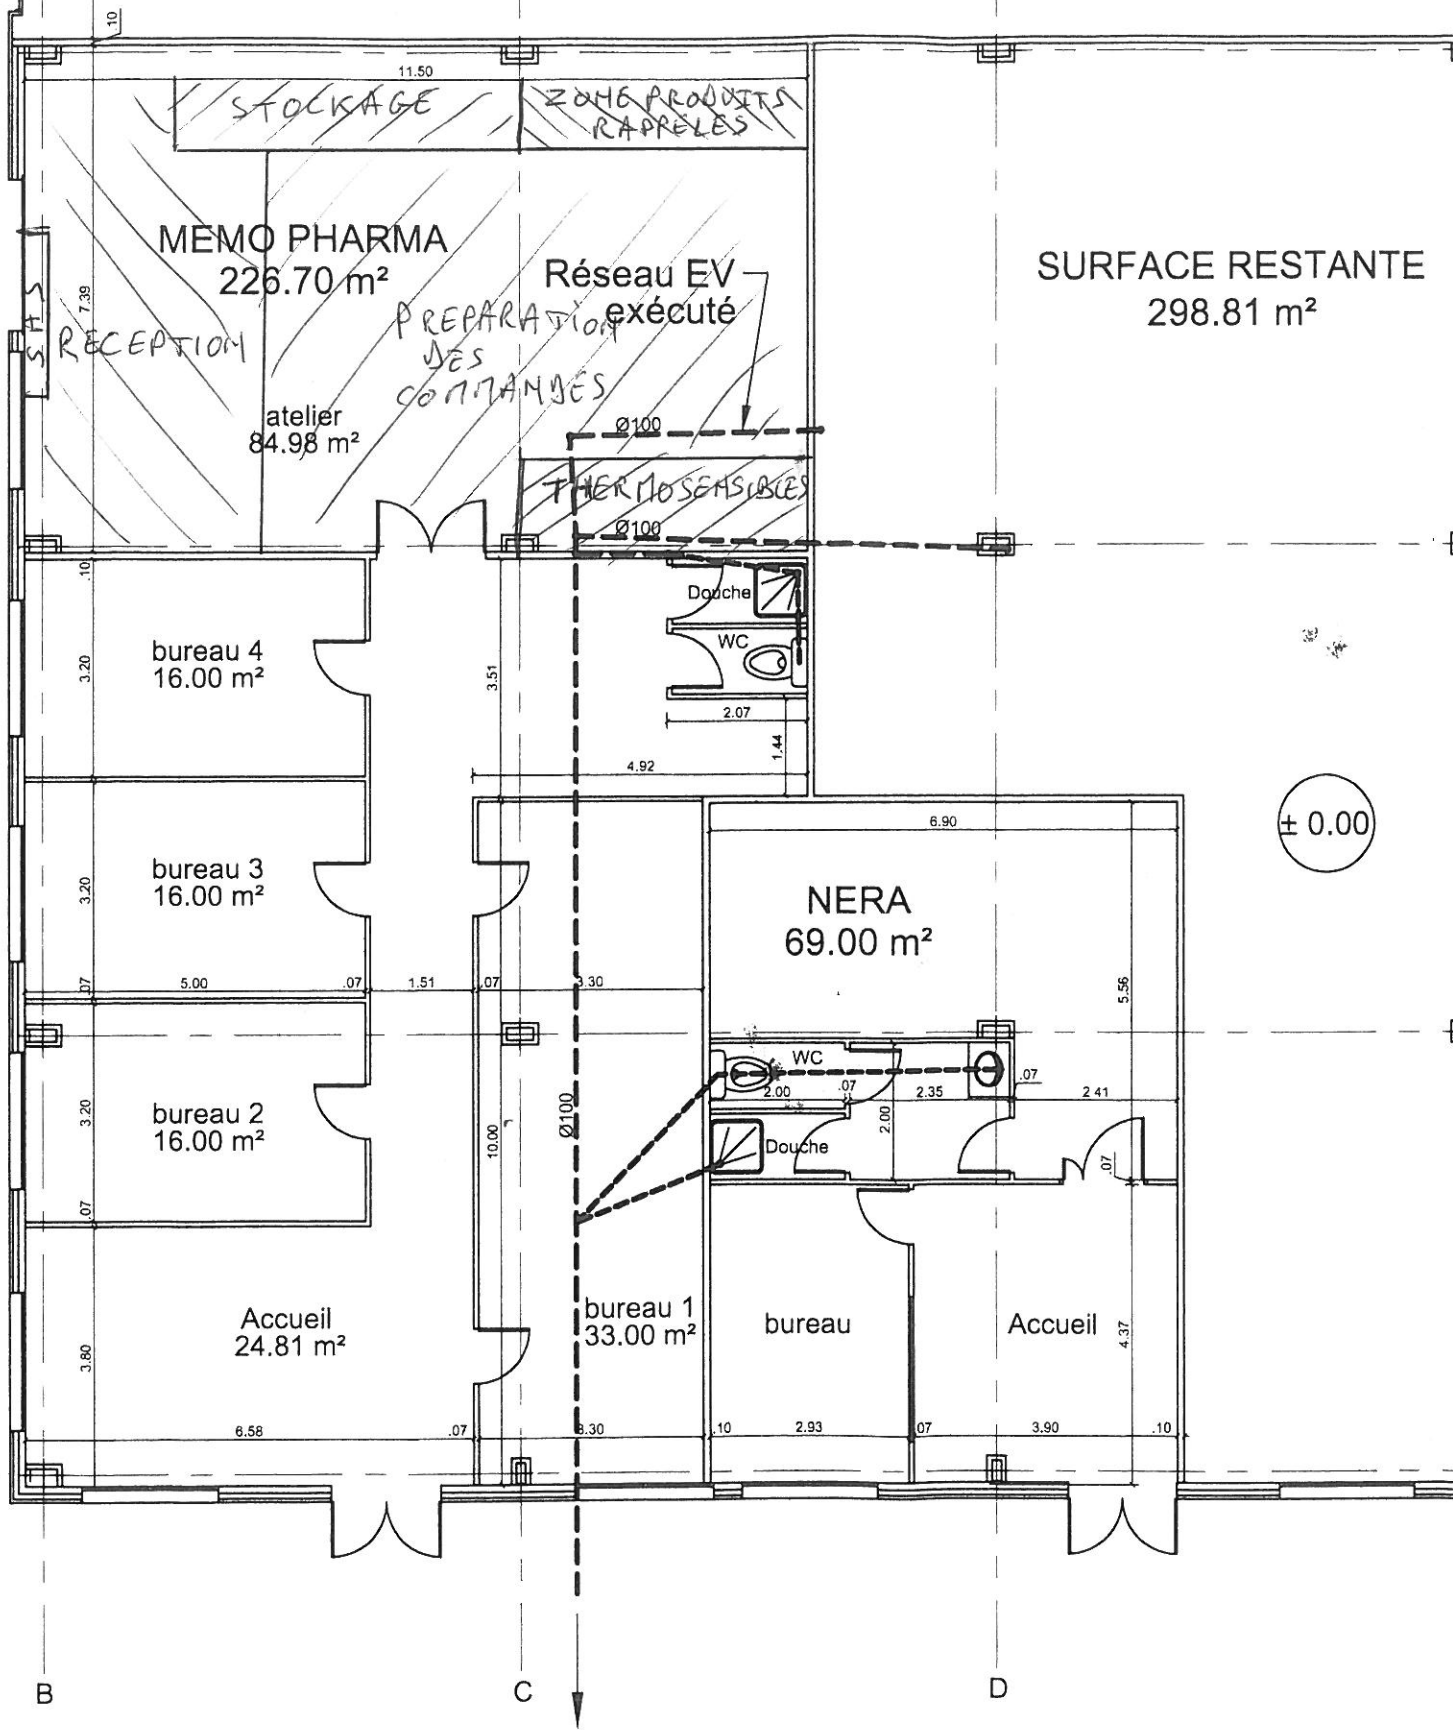 .10
11.50
STOCKAGE
ZONE PRODUITS
RAPPELES
MEMO PHARMA
226.70 m²
Réseau EV
exécuté
SURFACE RESTANTE
298.81 m²
7.39
SAS
RECEPTION
PREPARATION
DES
COMMANDES
atelier
84.98 m²
Ø100
THERMOSENSIBLES
Ø100
.10
Douche
WC
bureau 4
16.00 m²
3.20
3.51
2.07
1.44
4.92
6.90
± 0.00
bureau 3
16.00 m²
3.20
NERA
69.00 m²
.07
5.00
.07
1.51
.07
3.30
5.56
WC
2.00
.07
2.35
.07
2.41
bureau 2
16.00 m²
3.20
10.00
Ø100
2.00
Douche
.07
.07
Accueil
24.81 m²
bureau 1
33.00 m²
bureau
Accueil
3.80
4.37
6.58
.07
3.30
.10
2.93
.07
3.90
.10
B
C
D